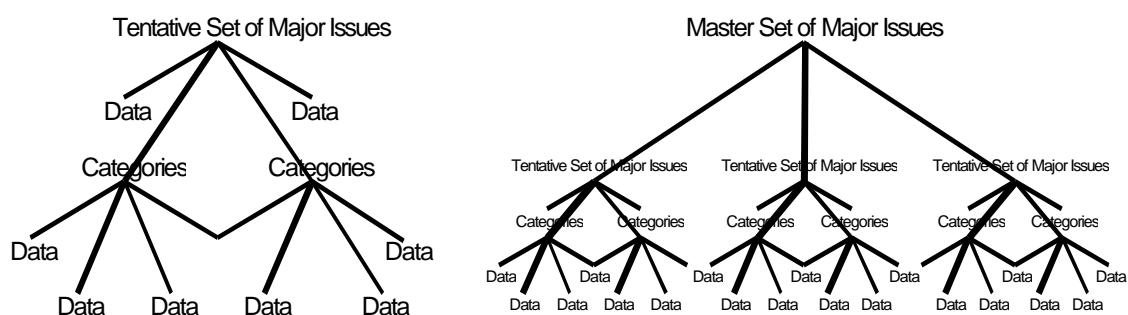 Tentative Set of Major Issues
Data Data
Categories Categories
Data Data
Data Data Data Data
Master Set of Major Issues
Tentative Set of Major Issues Tentative Set of Major Issues Tentative Set of Major Issues
Categories Categories Categories Categories Categories Categories
Data Data Data Data Data Data Data
Data Data Data Data Data Data Data Data Data Data Data Data